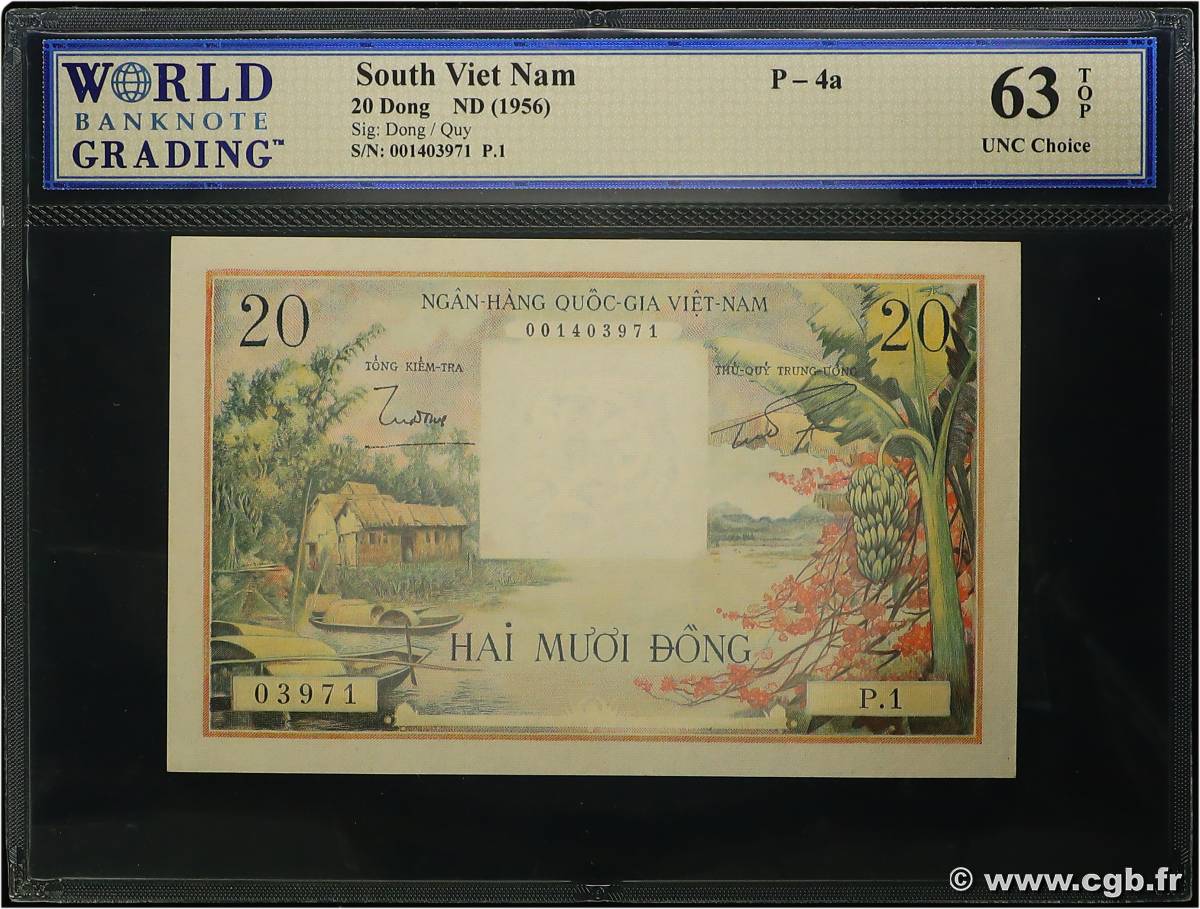 WORLD
BANKNOTE
GRADING™
South Viet Nam
20 Dong ND (1956)
Sig: Dong / Quy
S/N: 001403971 P.1
P – 4a
63 TOP
UNC Choice
20
NGÂN-HÀNG QUỐC-GIA VIỆT-NAM
001403971
20
TỔNG KIỂM-TRA
THỦ-QUỸ TRUNG-ƯƠNG
HAI MƯƠI ĐỒNG
03971
P.1
© www.cgb.fr